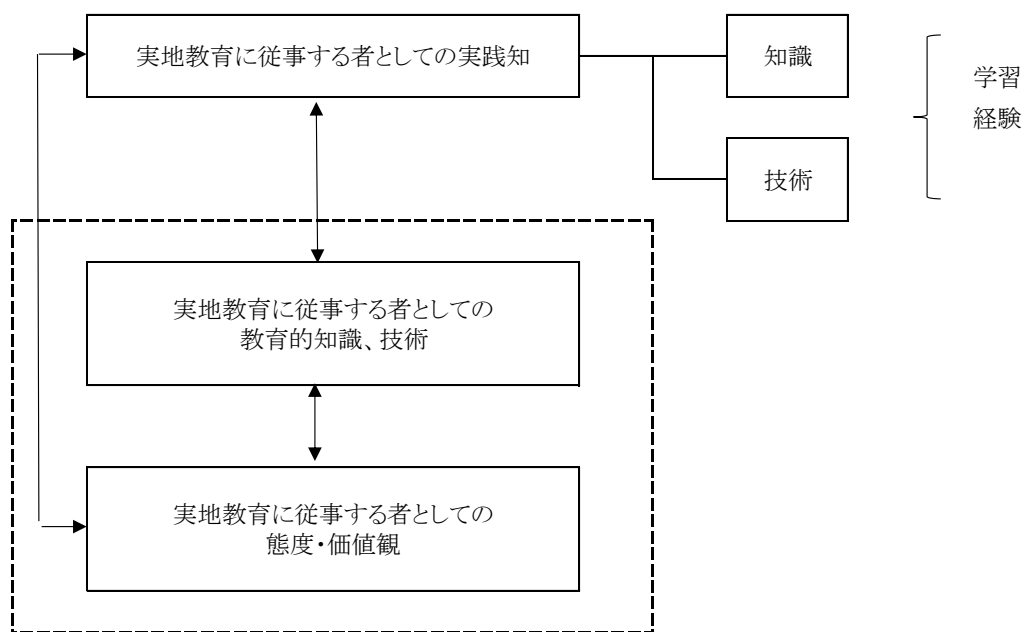 実地教育に従事する者としての実践知
知識
学習
経験
技術
実地教育に従事する者としての
教育的知識、技術
実地教育に従事する者としての
態度・価値観